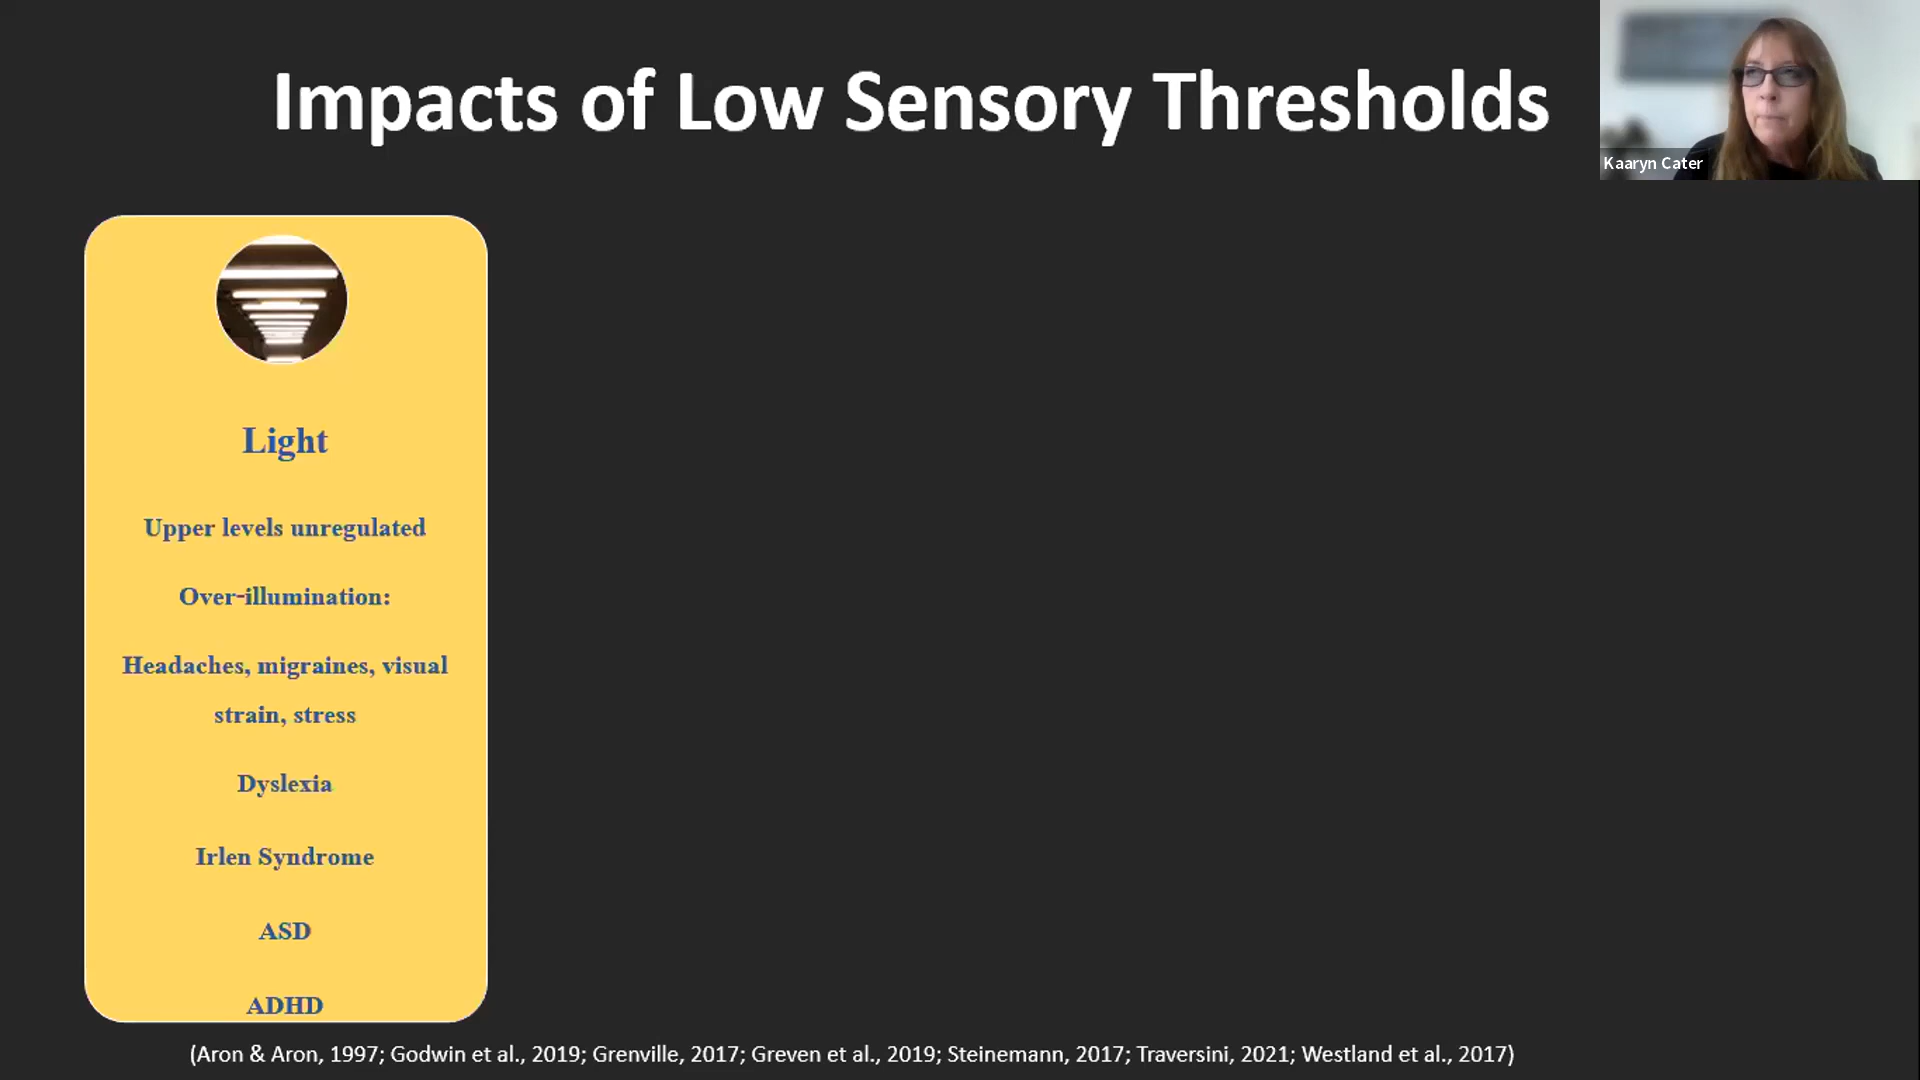 Impacts of Low Sensory Thresholds
Kaaryn Cater
Light
Upper levels unregulated
Over-illumination:
Headaches, migraines, visual
strain, stress
Dyslexia
Irlen Syndrome
ASD
ADHD
(Aron & Aron, 1997; Godwin et al., 2019; Grenville, 2017; Greven et al., 2019; Steinemann, 2017; Traversini, 2021; Westland et al., 2017)